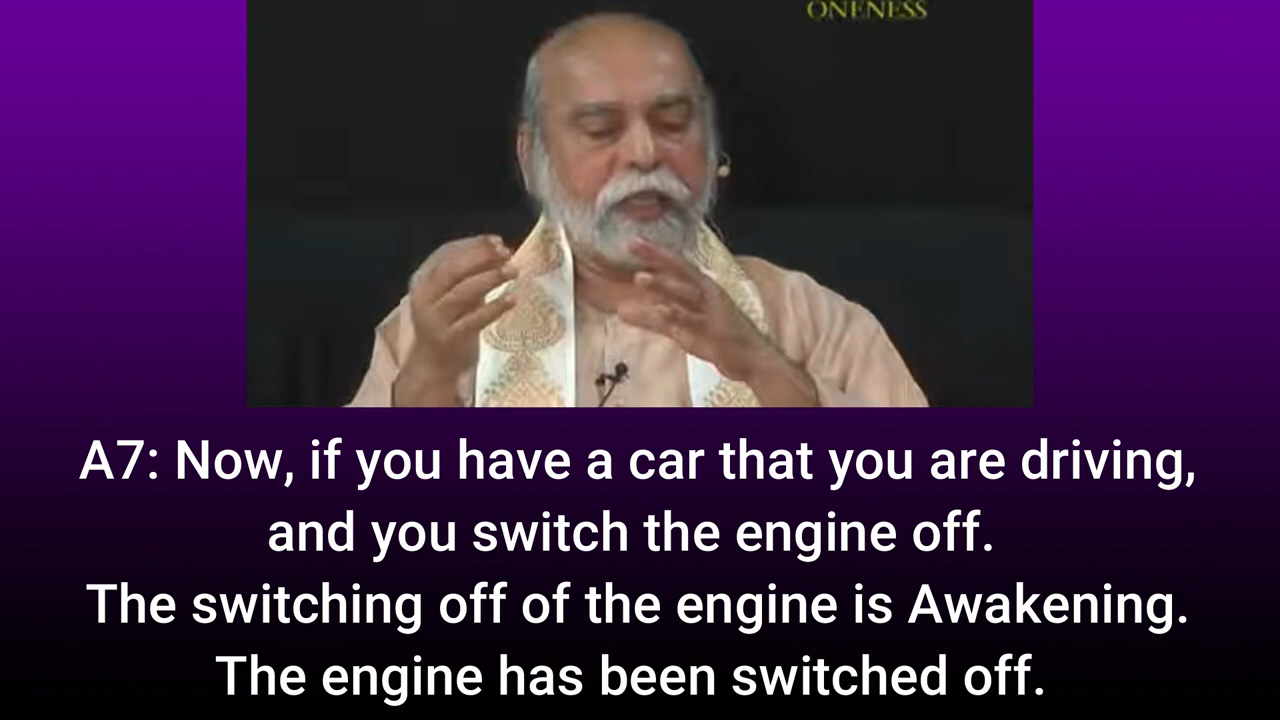 ONENESS
A7: Now, if you have a car that you are driving,
and you switch the engine off.
The switching off of the engine is Awakening.
The engine has been switched off.